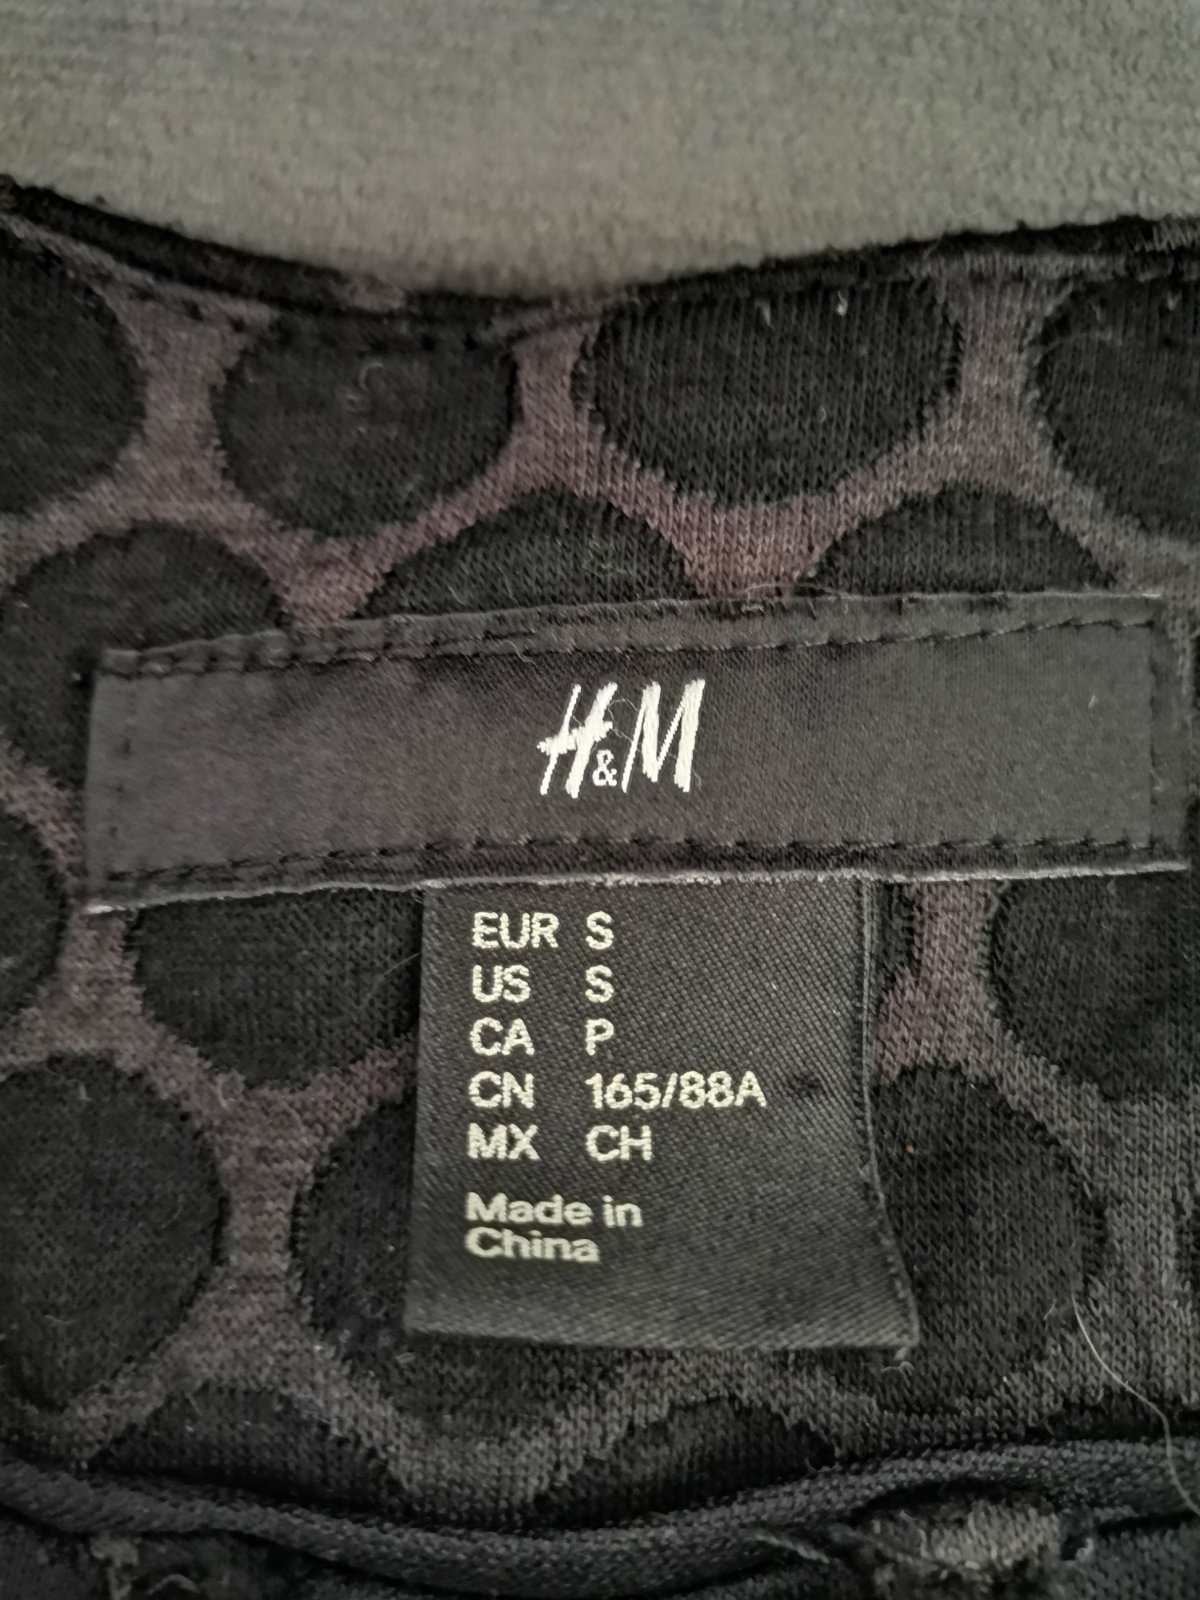 H&M
EUR S
US S
CA P
CN 165/88A
MX CH
Made in
China